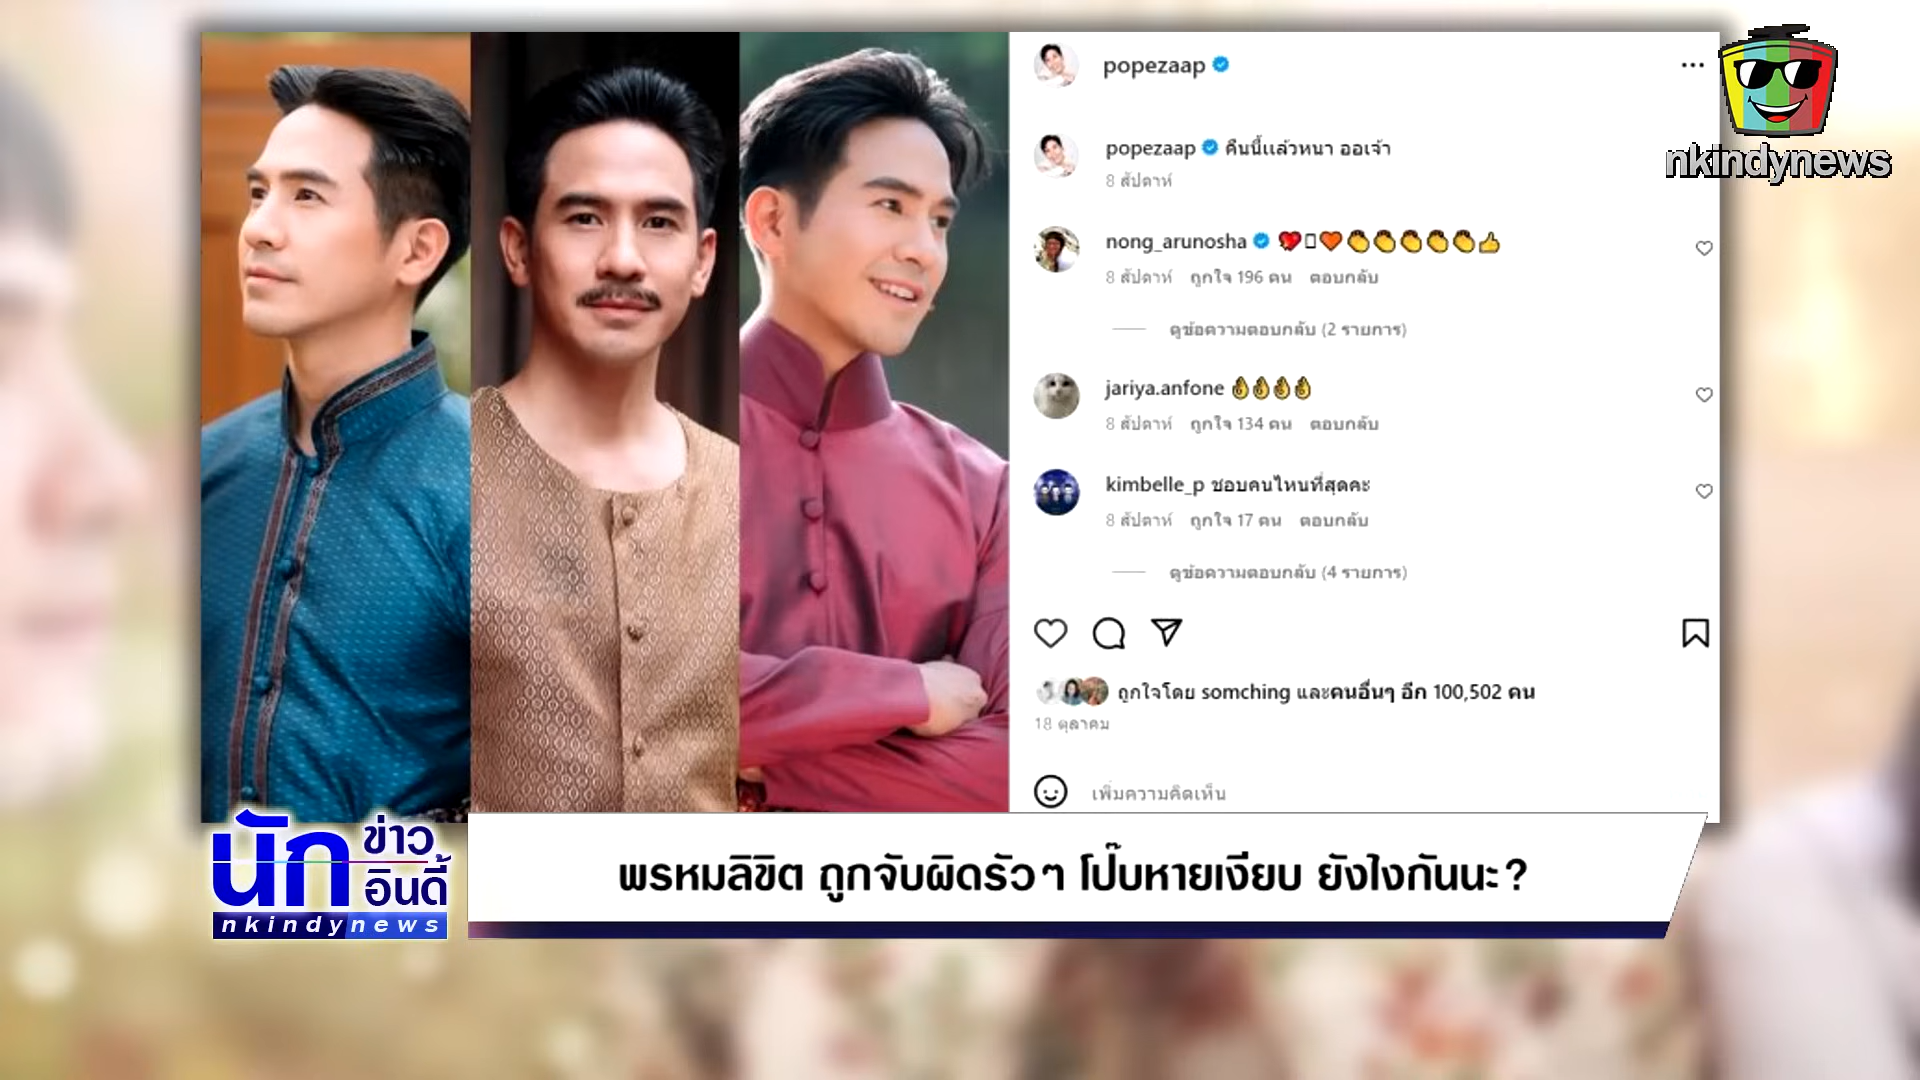 popezaap
nkindynews
popezaap คืนนี้แล้วหนา ออเจ้า
8 สัปดาห์
nong_arunosha ❤️🧡👏👏👏👏👏👍
8 สัปดาห์ ถูกใจ 196 คน ตอบกลับ
ดูข้อความตอบกลับ (2 รายการ)
jariya.anfone 👌👌👌👌
8 สัปดาห์ ถูกใจ 134 คน ตอบกลับ
kimbelle_p ชอบคนไหนที่สุดคะ
8 สัปดาห์ ถูกใจ 17 คน ตอบกลับ
ดูข้อความตอบกลับ (4 รายการ)
ถูกใจโดย somching และคนอื่นๆ อีก 100,502 คน
18 ตุลาคม
เพิ่มความคิดเห็น
นักข่าวอินดี้
nkindynews
พรหมลิขิต ถูกจับผิดรัวๆ โป๊บหายเงียบ ยังไงกันนะ?